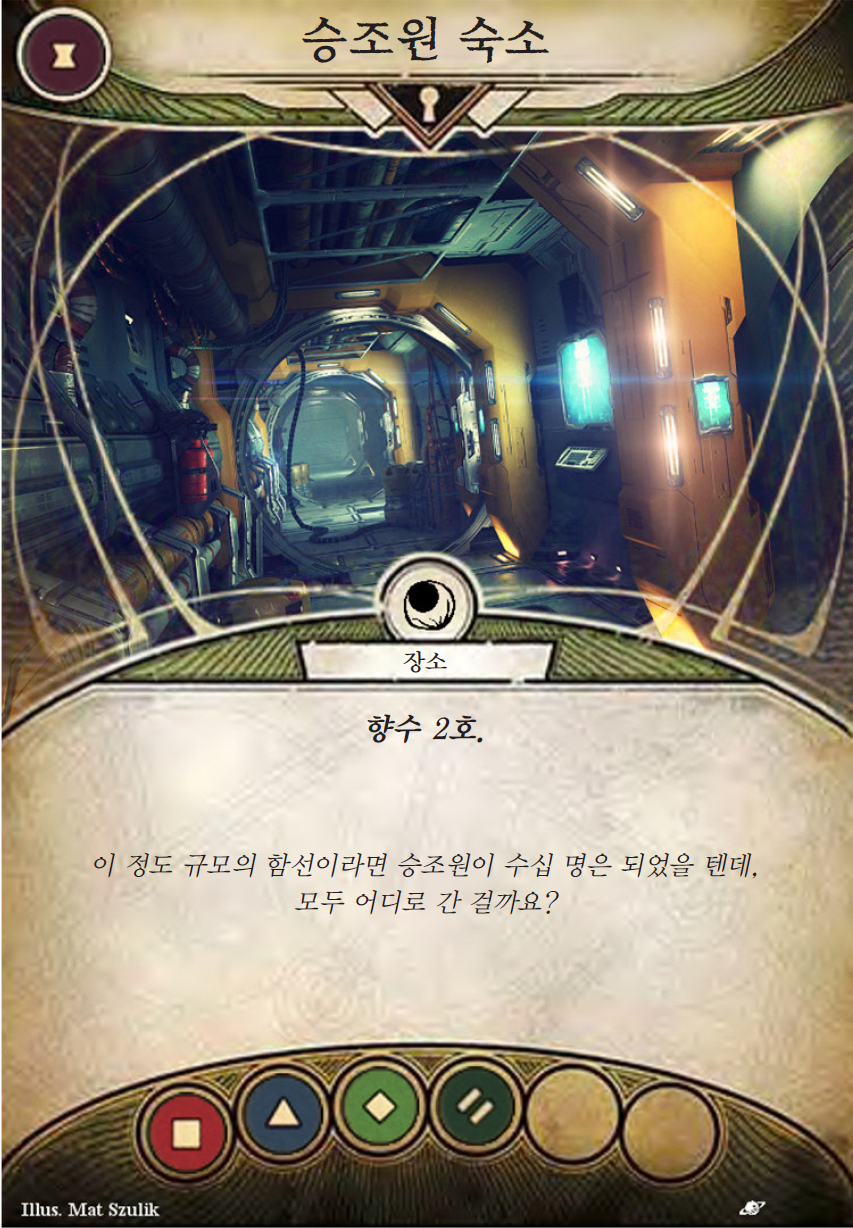 승조원 숙소
장소
향수 2호.
이 정도 규모의 함선이라면 승조원이 수십 명은 되었을 텐데,
모두 어디로 간 걸까요?
Illus. Mat Szulik